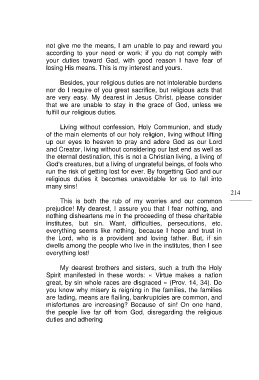 not give me the means, I am unable to pay and reward you
according to your need or work; if you do not comply with
your duties toward Gad, with good reason I have fear of
losing His means. This is my interest and yours.
Besides, your religious duties are not intolerable burdens
nor do I require of you great sacrifice, but religious acts that
are very easy. My dearest in Jesus Christ, please consider
that we are unable to stay in the grace of God, unless we
fulfill our religious duties.
Living without confession, Holy Communion, and study
of the main elements of our holy religion, living without lifting
up our eyes to heaven to pray and adore God as our Lord
and Creator, living without considering our last end as well as
the eternal destination, this is not a Christian living, a living of
God's creatures, but a living of ungrateful beings, of fools who
run the risk of getting lost for ever. By forgetting God and our
religious duties it becomes unavoidable for us to fall into
many sins!
214
This is both the rub of my worries and our common
prejudice! My dearest, I assure you that I fear nothing, and
nothing disheartens me in the proceeding of these charitable
institutes, but sin. Want, difficulties, persecutions, etc.
everything seems like nothing, because I hope and trust in
the Lord, who is a provident and loving father. But, if sin
dwells among the people who live in the institutes, then I see
everything lost!
My dearest brothers and sisters, such a truth the Holy
Spirit manifested in these words: « Virtue makes a nation
great, by sin whole races are disgraced » (Prov. 14, 34). Do
you know why misery is reigning in the families, the families
are fading, means are flailing, bankruptcies are common, and
misfortunes are increasing? Because of sin! On one hand,
the people live far off from God, disregarding the religious
duties and adhering